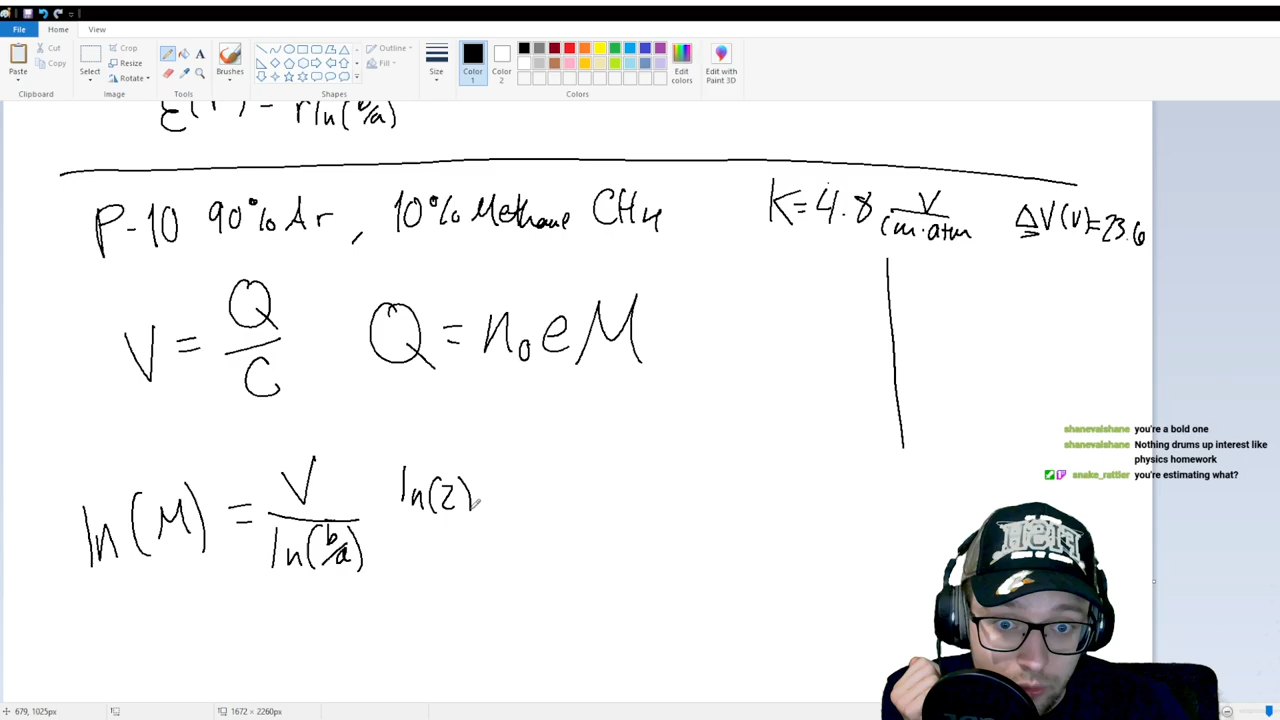 File Home View
Paste Cut Copy Clipboard
Select Crop Resize Rotate Image
Tools
Brushes
Shapes Outline Fill
Size
Color 1 Color 2 Edit colors Colors
Edit with Paint 3D
ℰ(r) = rln(b/a)
P-10 90% Ar, 10% Methane CH4 K=4.8 V/cm·atm ΔV(V)=23.6
V = Q/C Q = n₀eM
ln(M) = V/ln(b/a) ln(2)
shanevalshane you're a bold one
shanevalshane Nothing drums up interest like
physics homework
snake_rattler you're estimating what?
679, 1025px 1672 × 2260px